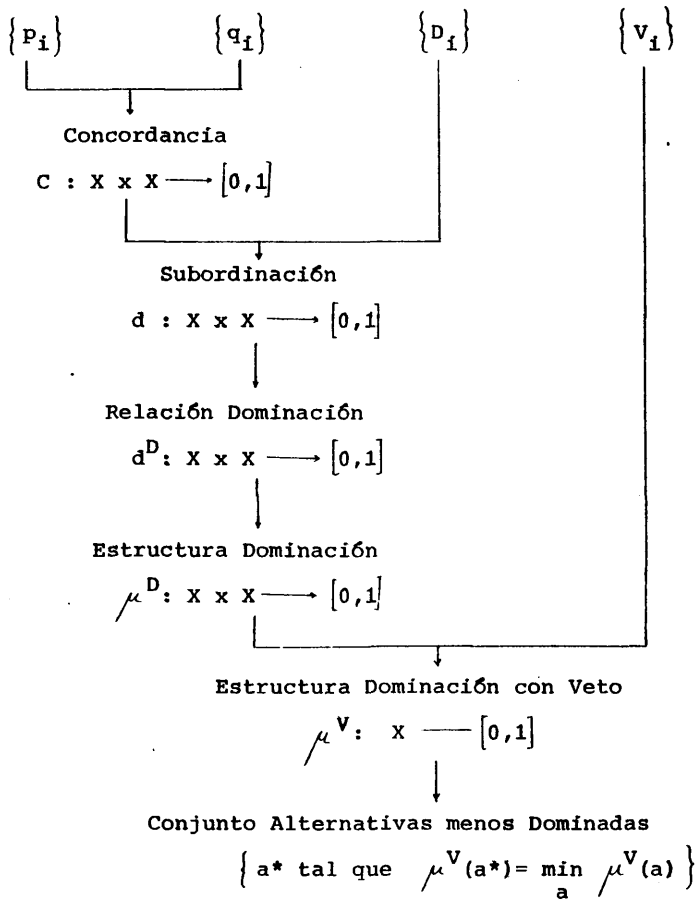 {p_i} {q_i} {D_i} {V_i}
Concordancia
C : X x X ⟶ [0,1]
Subordinación
d : X x X ⟶ [0,1]
Relación Dominación
d^D: X x X ⟶ [0,1]
Estructura Dominación
μ^D: X x X ⟶ [0,1]
Estructura Dominación con Veto
μ^V: X — [0,1]
Conjunto Alternativas menos Dominadas
{ a* tal que μ^V(a*)= min_a μ^V(a) }